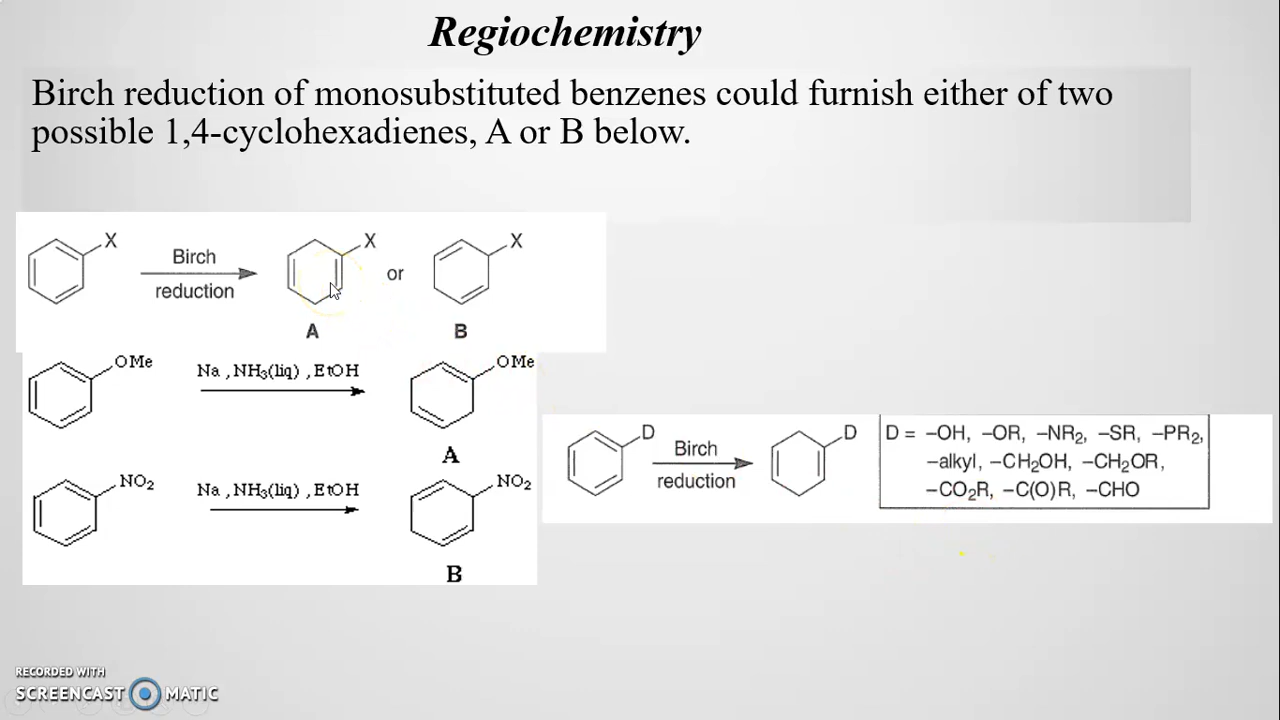 Regiochemistry
Birch reduction of monosubstituted benzenes could furnish either of two
possible 1,4-cyclohexadienes, A or B below.
X
Birch
reduction
X
or
X
A
B
OMe
Na ,NH3(liq) ,EtOH
OMe
A
NO2
Na ,NH3(liq) ,EtOH
NO2
B
D
Birch
reduction
D
D = –OH, –OR, –NR2, –SR, –PR2,
–alkyl, –CH2OH, –CH2OR,
–CO2R, –C(O)R, –CHO
RECORDED WITH
SCREENCAST MATIC